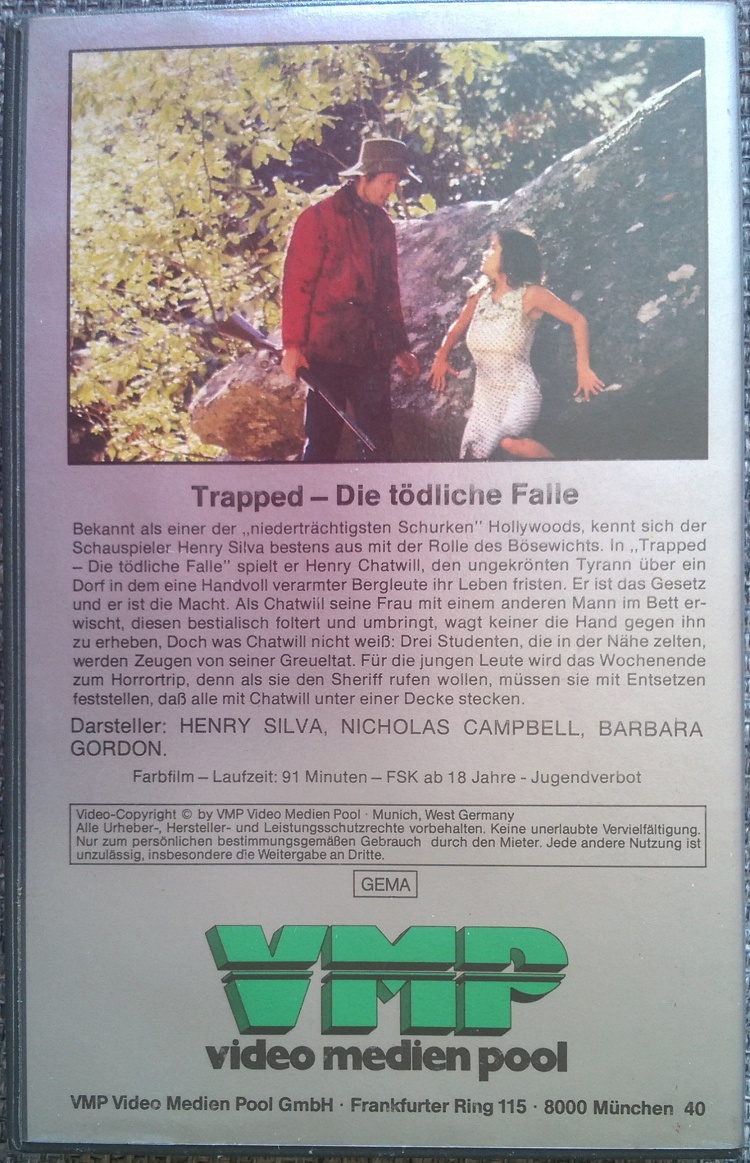 Trapped – Die tödliche Falle
Bekannt als einer der „niederträchtigsten Schurken" Hollywoods, kennt sich der
Schauspieler Henry Silva bestens aus mit der Rolle des Bösewichts. In „Trapped
– Die tödliche Falle" spielt er Henry Chatwill, den ungekrönten Tyrann über ein
Dorf in dem eine Handvoll verarmter Bergleute ihr Leben fristen. Er ist das Gesetz
und er ist die Macht. Als Chatwill seine Frau mit einem anderen Mann im Bett er-
wischt, diesen bestialisch foltert und umbringt, wagt keiner die Hand gegen ihn
zu erheben, Doch was Chatwill nicht weiß: Drei Studenten, die in der Nähe zelten,
werden Zeugen von seiner Greueltat. Für die jungen Leute wird das Wochenende
zum Horrortrip, denn als sie den Sheriff rufen wollen, müssen sie mit Entsetzen
feststellen, daß alle mit Chatwill unter einer Decke stecken.
Darsteller: HENRY SILVA, NICHOLAS CAMPBELL, BARBARA
GORDON.
Farbfilm – Laufzeit: 91 Minuten – FSK ab 18 Jahre - Jugendverbot
Video-Copyright © by VMP Video Medien Pool · Munich, West Germany
Alle Urheber-, Hersteller- und Leistungsschutzrechte vorbehalten. Keine unerlaubte Vervielfältigung.
Nur zum persönlichen bestimmungsgemäßen Gebrauch durch den Mieter. Jede andere Nutzung ist
unzulässig, insbesondere die Weitergabe an Dritte.
GEMA
VMP
video medien pool
VMP Video Medien Pool GmbH · Frankfurter Ring 115 · 8000 München 40